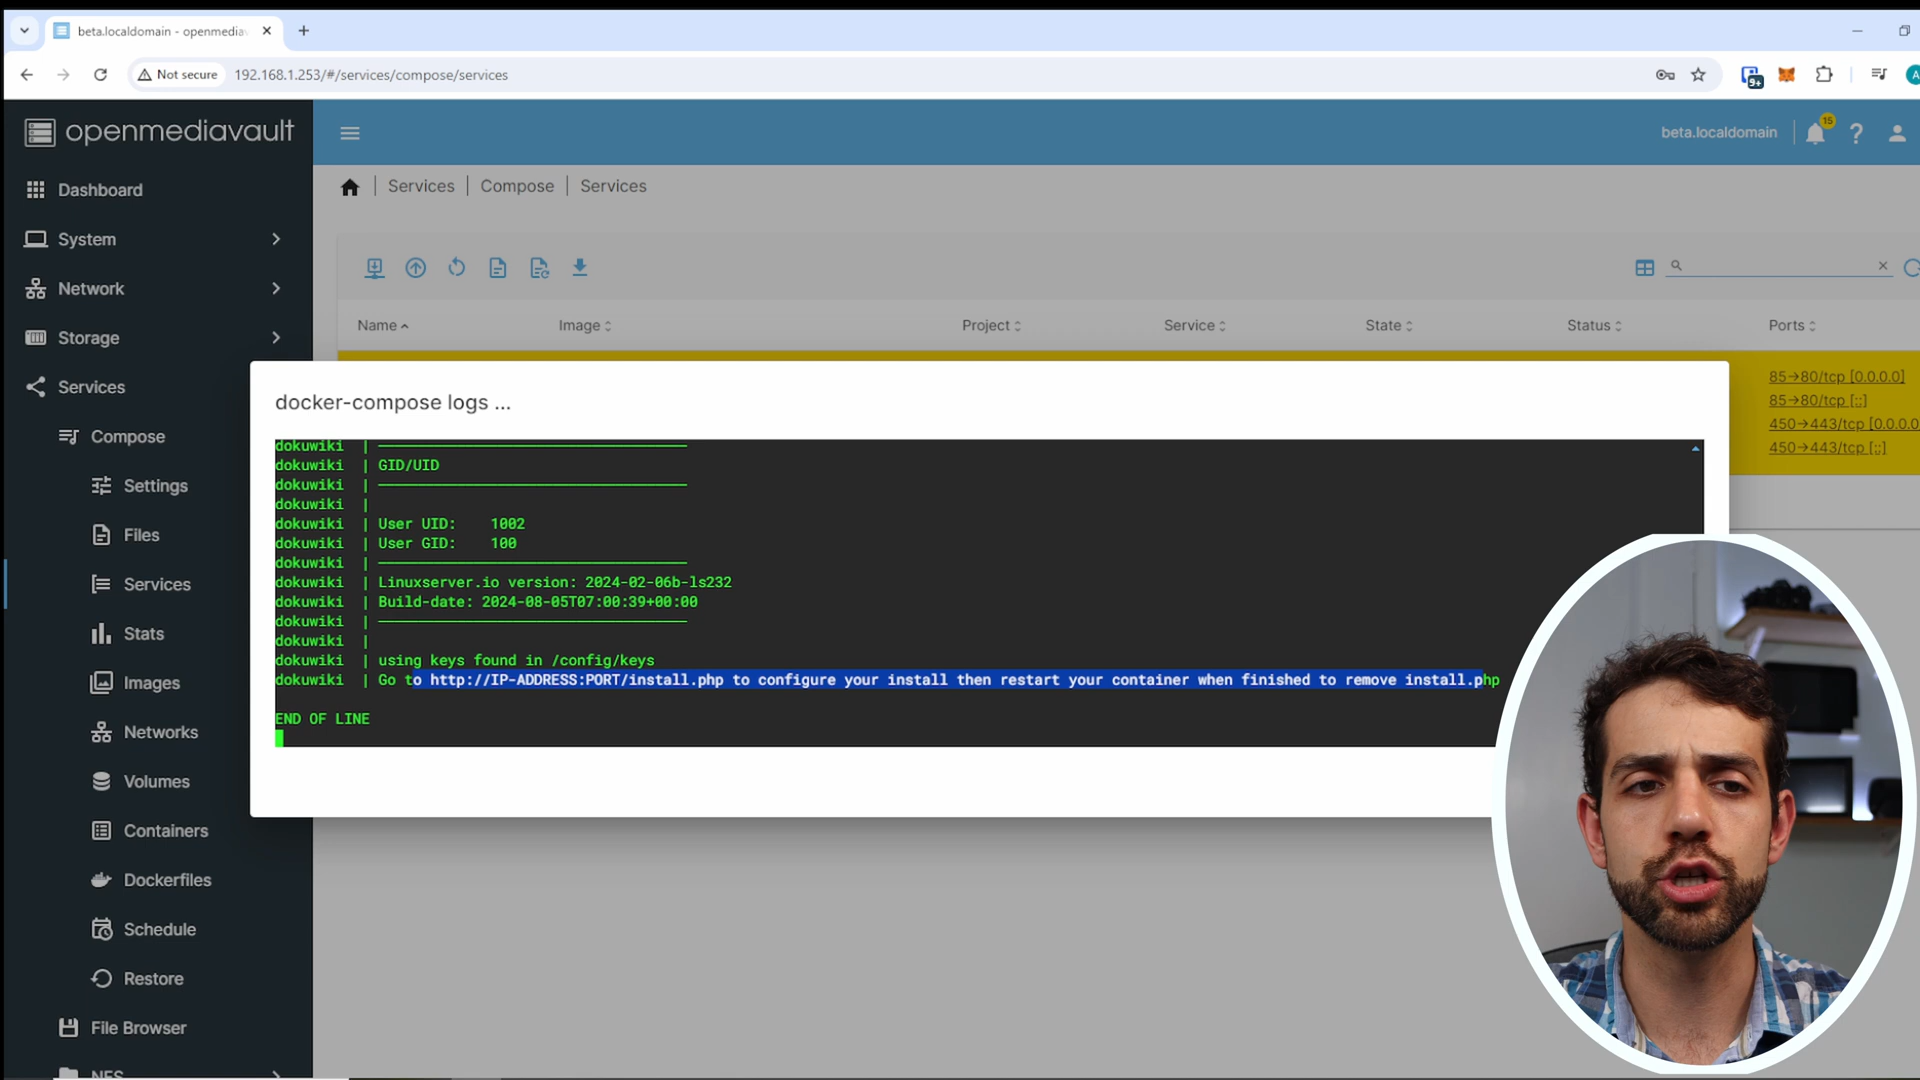 beta.localdomain - openmediav
Not secure
192.168.1.253/#/services/compose/services
9+
A
openmediavault
beta.localdomain
15
Dashboard
System
Network
Storage
Services
Compose
Settings
Files
Services
Stats
Images
Networks
Volumes
Containers
Dockerfiles
Schedule
Restore
File Browser
NFS
Services | Compose | Services
Name
Image
Project
Service
State
Status
Ports
85->80/tcp [0.0.0.0]
85->80/tcp [::]
450->443/tcp [0.0.0.0
450->443/tcp [::]
docker-compose logs ...
dokuwiki | ───────────────────────────────
dokuwiki | GID/UID
dokuwiki | ───────────────────────────────
dokuwiki |
dokuwiki | User UID: 1002
dokuwiki | User GID: 100
dokuwiki | ───────────────────────────────
dokuwiki | Linuxserver.io version: 2024-02-06b-ls232
dokuwiki | Build-date: 2024-08-05T07:00:39+00:00
dokuwiki | ───────────────────────────────
dokuwiki |
dokuwiki | using keys found in /config/keys
dokuwiki | Go to http://IP-ADDRESS:PORT/install.php to configure your install then restart your container when finished to remove install.php
END OF LINE